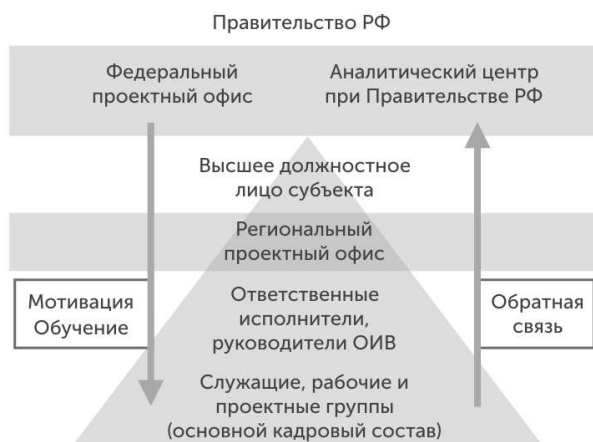 Правительство РФ
Федеральный
проектный офис
Аналитический центр
при Правительстве РФ
Высшее должностное
лицо субъекта
Региональный
проектный офис
Мотивация
Обучение
Ответственные
исполнители,
руководители ОИВ
Обратная
связь
Служащие, рабочие и
проектные группы
(основной кадровый состав)